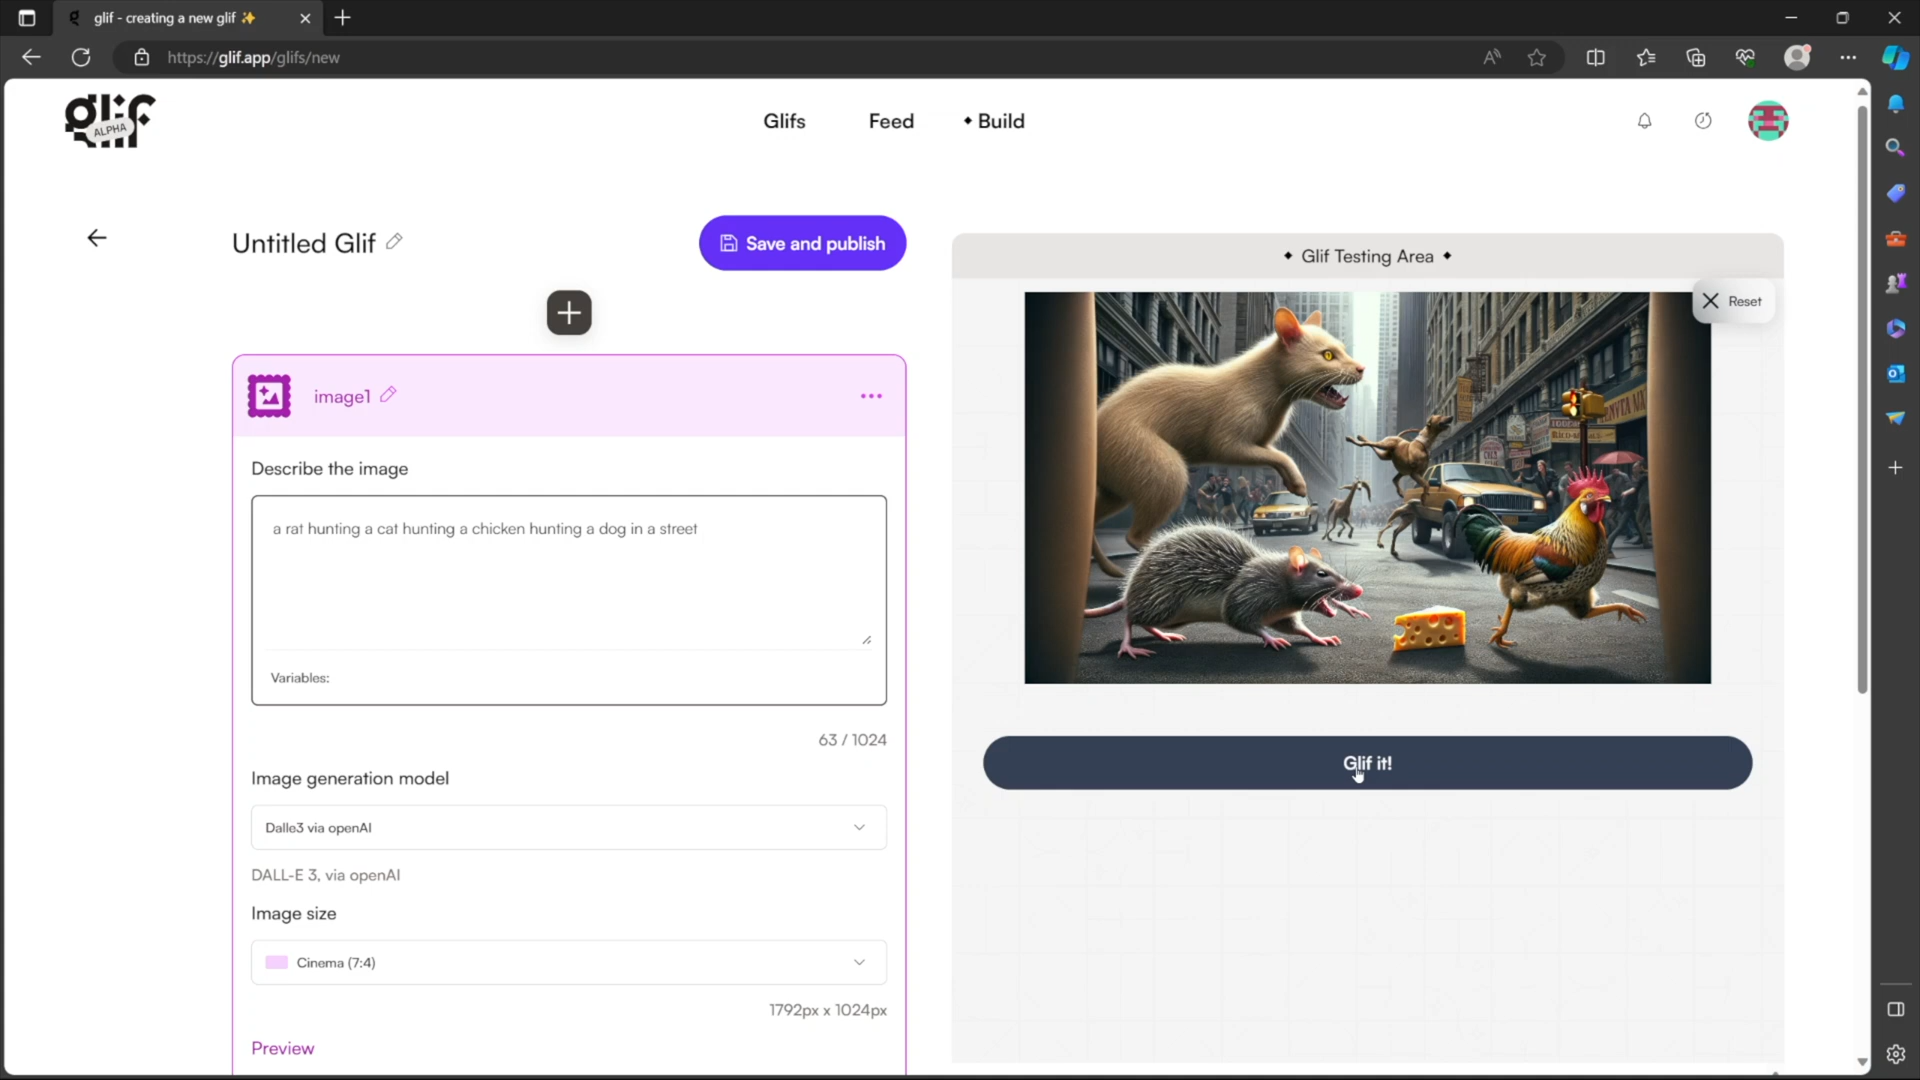 glif - creating a new glif ✨
https://glif.app/glifs/new
glif
ALPHA
Glifs
Feed
Build
Untitled Glif
Save and publish
Glif Testing Area
Reset
image1
Describe the image
a rat hunting a cat hunting a chicken hunting a dog in a street
Variables:
63 / 1024
Glif it!
Image generation model
Dalle3 via openAI
DALL-E 3, via openAI
Image size
Cinema (7:4)
1792px x 1024px
Preview